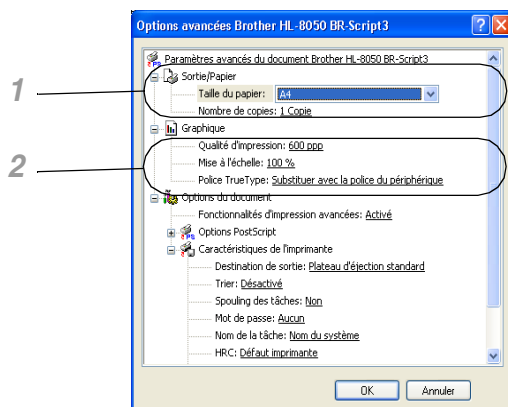 Options avancées Brother HL-8050 BR-Script3
Paramètres avancés du document Brother HL-8050 BR-Script3
Sortie/Papier
1
Taille du papier: A4
Nombre de copies: 1 Copie
Graphique
Qualité d'impression: 600 ppp
2
Mise à l'échelle: 100 %
Police TrueType: Substituer avec la police du périphérique
Options du document
Fonctionnalités d'impression avancées: Activé
Options PostScript
Caractéristiques de l'imprimante
Destination de sortie: Plateau d'éjection standard
Trier: Désactivé
Spouling des tâches: Non
Mot de passe: Aucun
Nom de la tâche: Nom du système
HRC: Défaut imprimante
OK Annuler